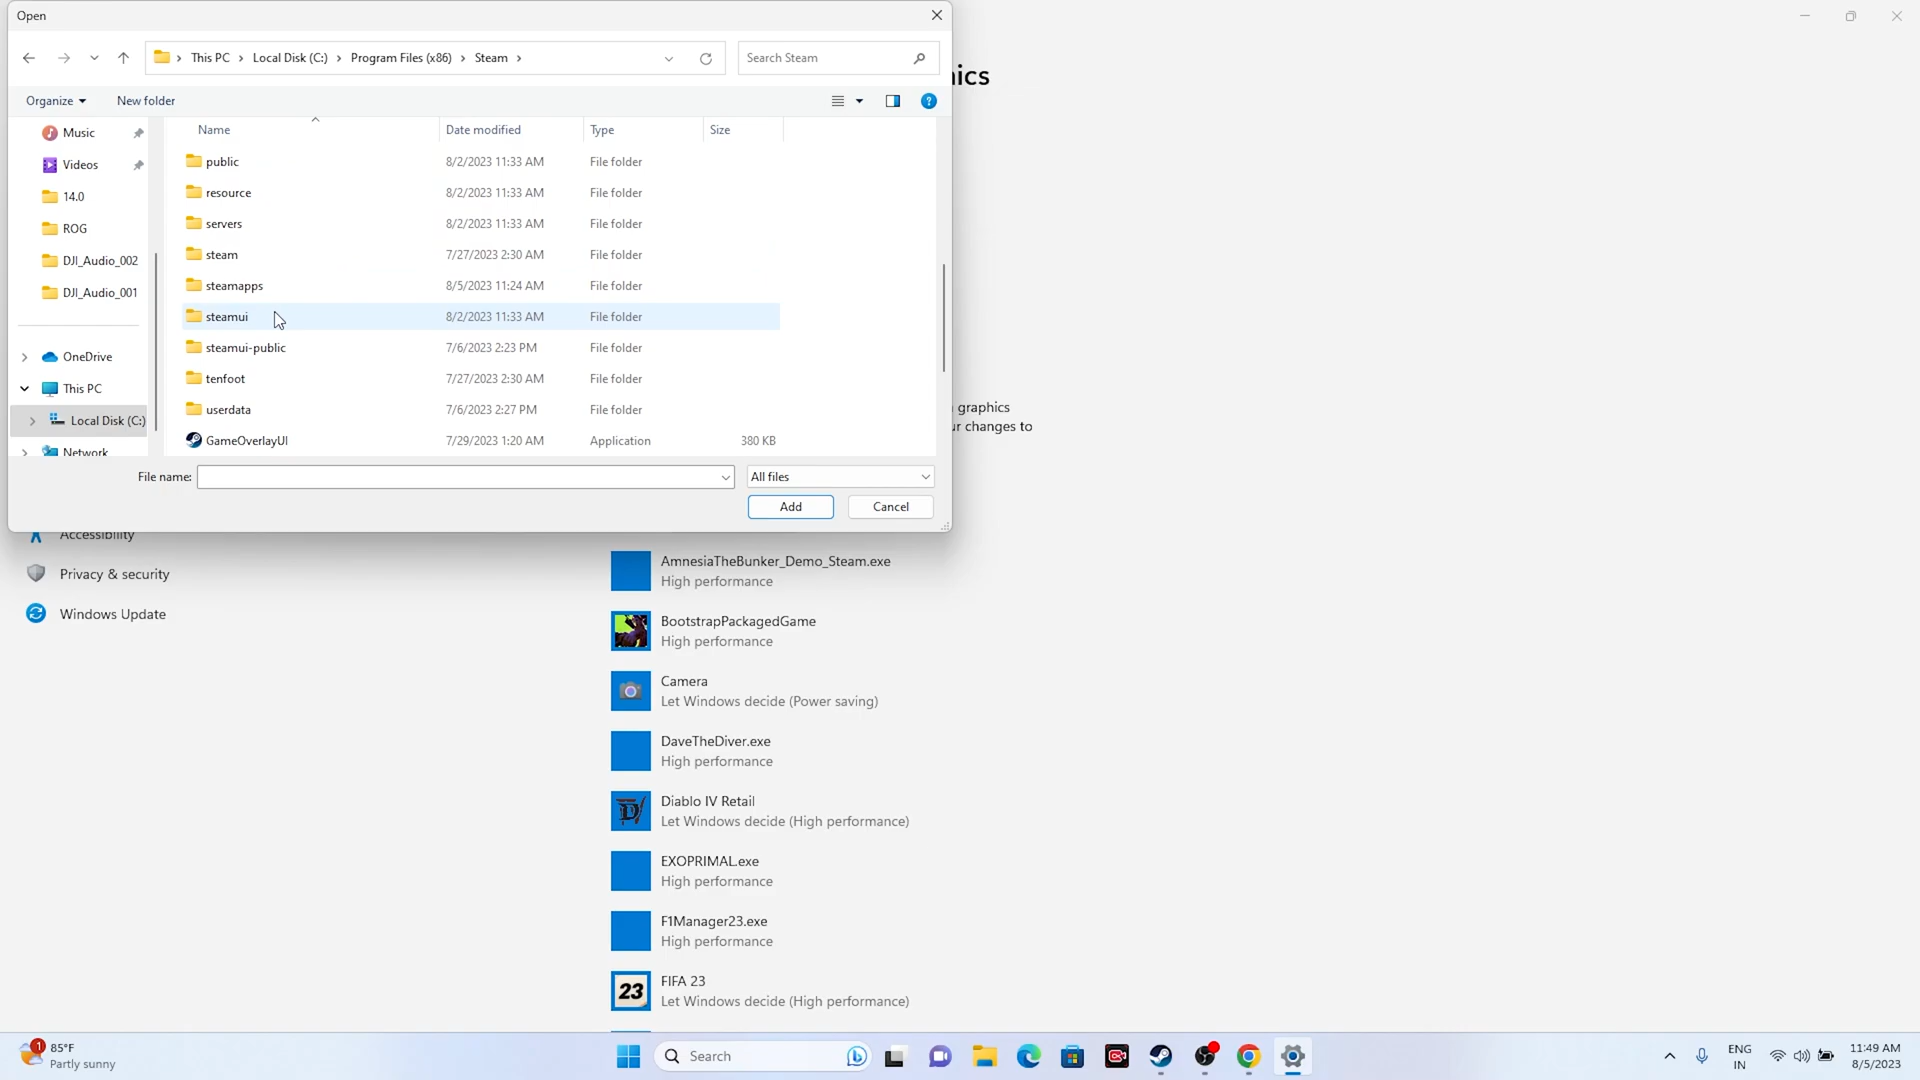 Open
This PC
Local Disk (C:)
Program Files (x86)
Steam
Search Steam
Organize
New folder
Name
Date modified
Type
Size
Music
Videos
14.0
ROG
DJI_Audio_002
DJI_Audio_001
OneDrive
This PC
Local Disk (C:)
Network
public 8/2/2023 11:33 AM File folder
resource 8/2/2023 11:33 AM File folder
servers 8/2/2023 11:33 AM File folder
steam 7/27/2023 2:30 AM File folder
steamapps 8/5/2023 11:24 AM File folder
steamui 8/2/2023 11:33 AM File folder
steamui-public 7/6/2023 2:23 PM File folder
tenfoot 7/27/2023 2:30 AM File folder
userdata 7/6/2023 2:27 PM File folder
GameOverlayUI 7/29/2023 1:20 AM Application 380 KB
File name:
All files
Add
Cancel
graphics
changes to
Accessibility
Privacy & security
Windows Update
AmnesiaTheBunker_Demo_Steam.exe
High performance
BootstrapPackagedGame
High performance
Camera
Let Windows decide (Power saving)
DaveTheDiver.exe
High performance
Diablo IV Retail
Let Windows decide (High performance)
EXOPRIMAL.exe
High performance
F1Manager23.exe
High performance
23
FIFA 23
Let Windows decide (High performance)
1
85°F
Partly sunny
Search
ENG
IN
11:49 AM
8/5/2023